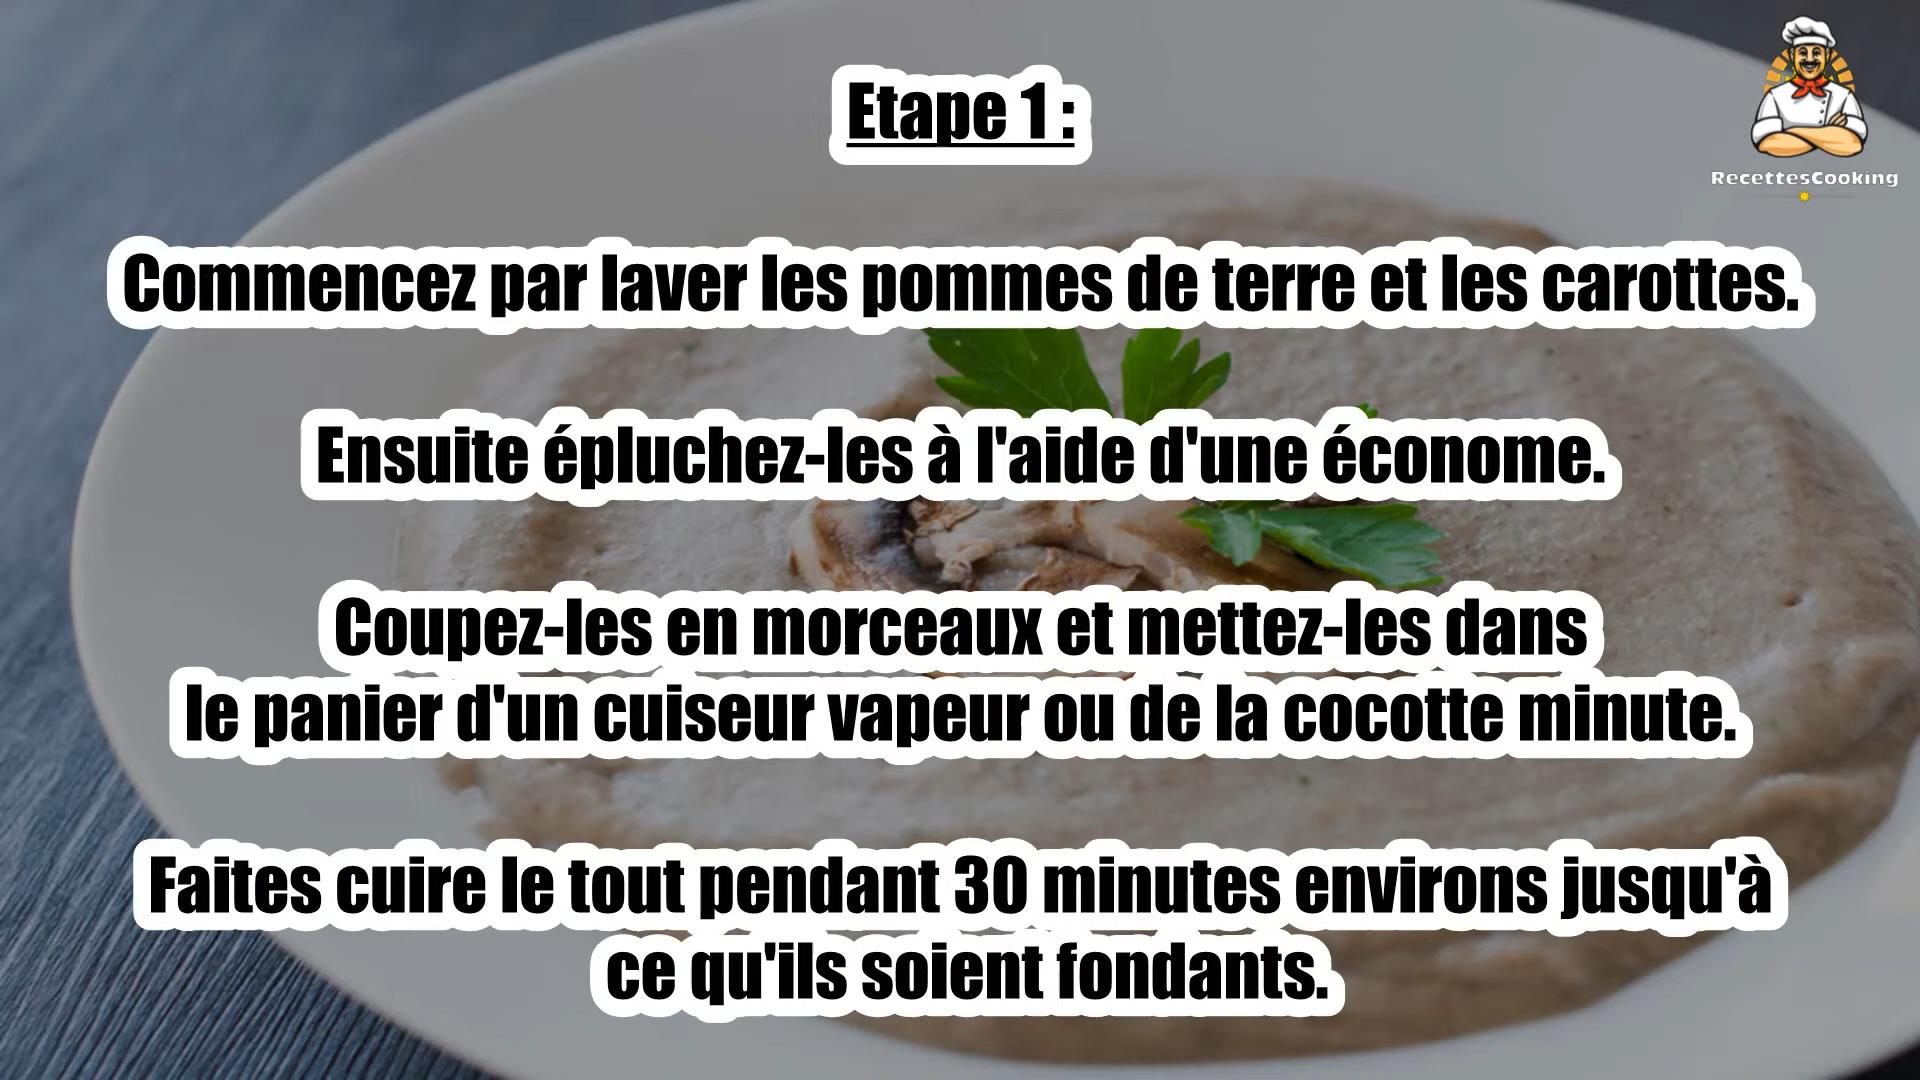 Etape 1 :
RecettesCooking
Commencez par laver les pommes de terre et les carottes.
Ensuite épluchez-les à l'aide d'une économe.
Coupez-les en morceaux et mettez-les dans
le panier d'un cuiseur vapeur ou de la cocotte minute.
Faites cuire le tout pendant 30 minutes environs jusqu'à
ce qu'ils soient fondants.